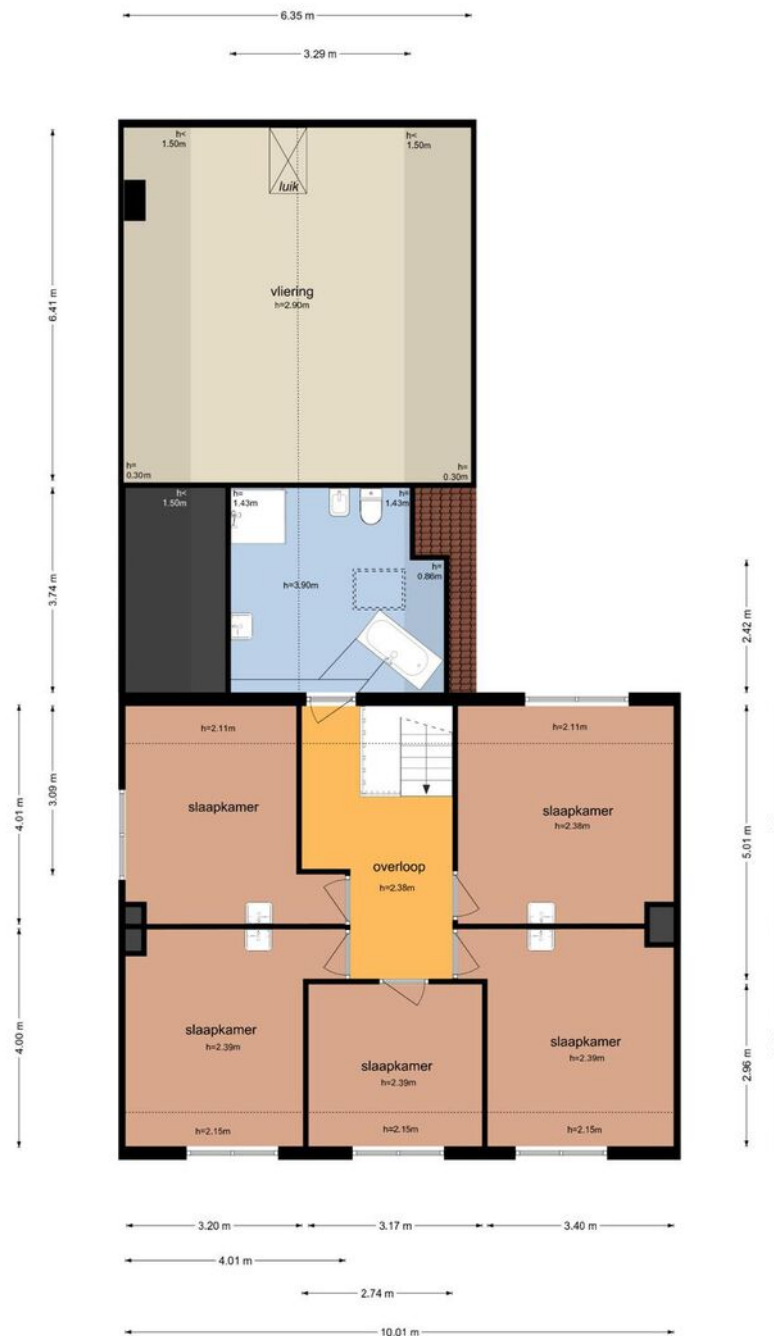 6.35 m
3.29 m
h<
1.50m
h<
1.50m
luik
6.41 m
vliering
h=2.90m
h=
0.30m
h=
0.30m
h<
1.50m
h=
1.43m
h=
1.43m
3.74 m
h=3.90m
h=
0.86m
2.42 m
h=2.11m
h=2.11m
4.01 m
3.09 m
slaapkamer
slaapkamer
h=2.38m
5.01 m
overloop
h=2.38m
4.00 m
slaapkamer
h=2.39m
slaapkamer
h=2.39m
slaapkamer
h=2.39m
2.96 m
h=2.15m
h=2.15m
h=2.15m
3.20 m
3.17 m
3.40 m
4.01 m
2.74 m
10.01 m